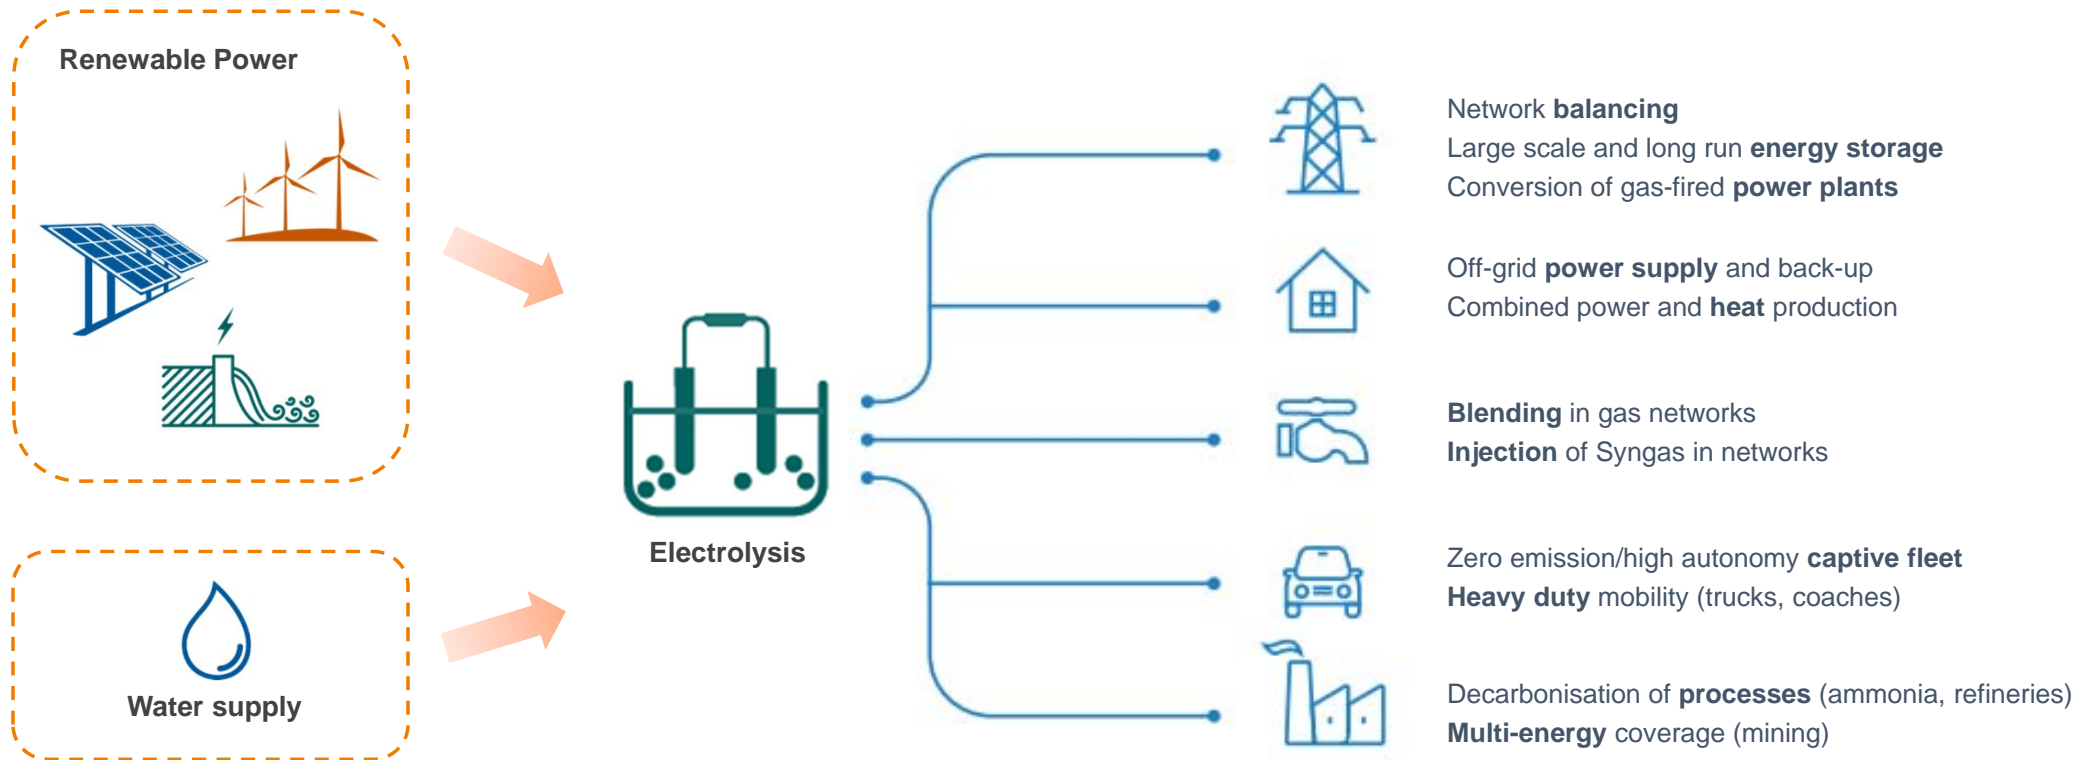 Renewable Power
Water supply
Electrolysis
Network balancing
Large scale and long run energy storage
Conversion of gas-fired power plants
Off-grid power supply and back-up
Combined power and heat production
Blending in gas networks
Injection of Syngas in networks
Zero emission/high autonomy captive fleet
Heavy duty mobility (trucks, coaches)
Decarbonisation of processes (ammonia, refineries)
Multi-energy coverage (mining)